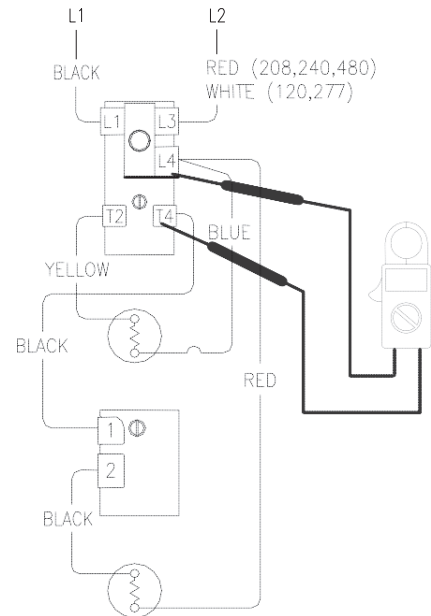 L1 L2
BLACK
RED (208,240,480)
WHITE (120,277)
L1 L3
L4
T2 T4
BLUE
YELLOW
BLACK
RED
1
2
BLACK